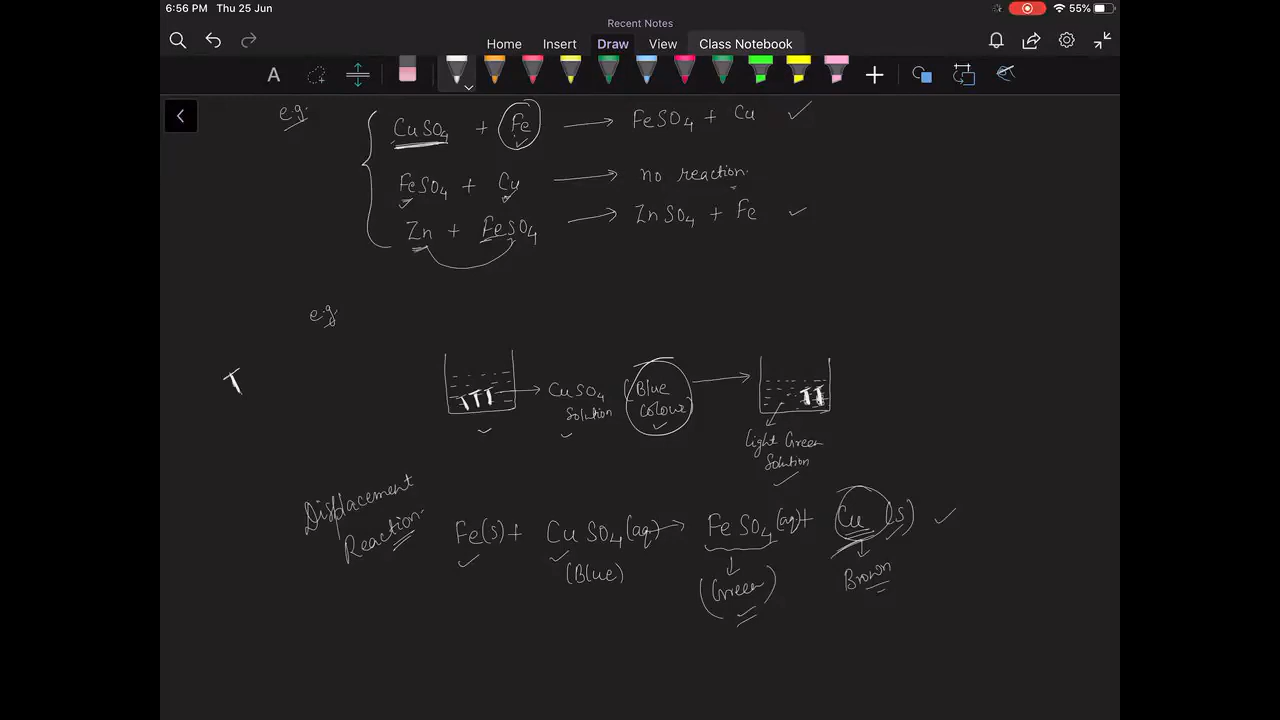 6:56 PM Thu 25 Jun
55%
Recent Notes
Home Insert Draw View Class Notebook
A
e.g.
CuSO4 + Fe → FeSO4 + Cu ✓
FeSO4 + Cu → no reaction.
Zn + FeSO4 → ZnSO4 + Fe ✓
e.g
T
TTT → CuSO4 Solution (Blue Colour) → TT
Light Green
Solution
Displacement
Reaction.
Fe(s) + CuSO4(aq) → FeSO4(aq) + Cu(s) ✓
(Blue)
(Green)
Brown